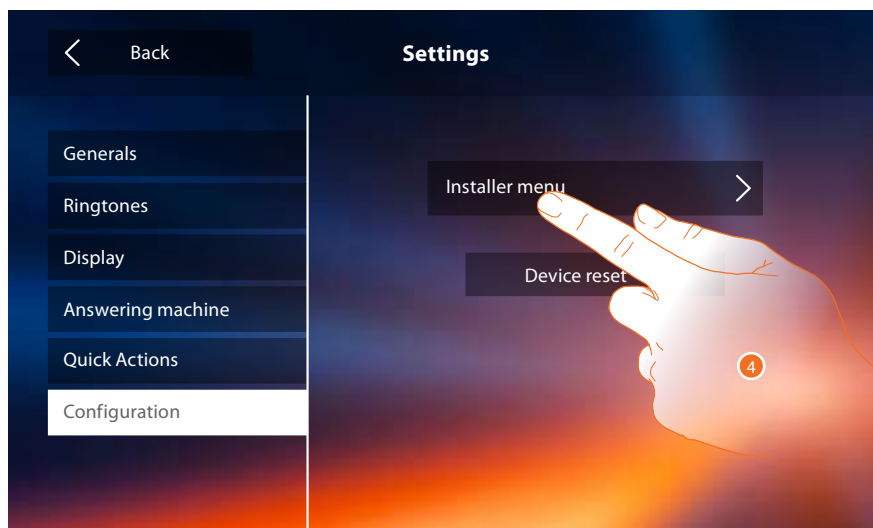 Back
Settings
Generals
Ringtones
Display
Answering machine
Quick Actions
Configuration
Installer menu
Device reset
4